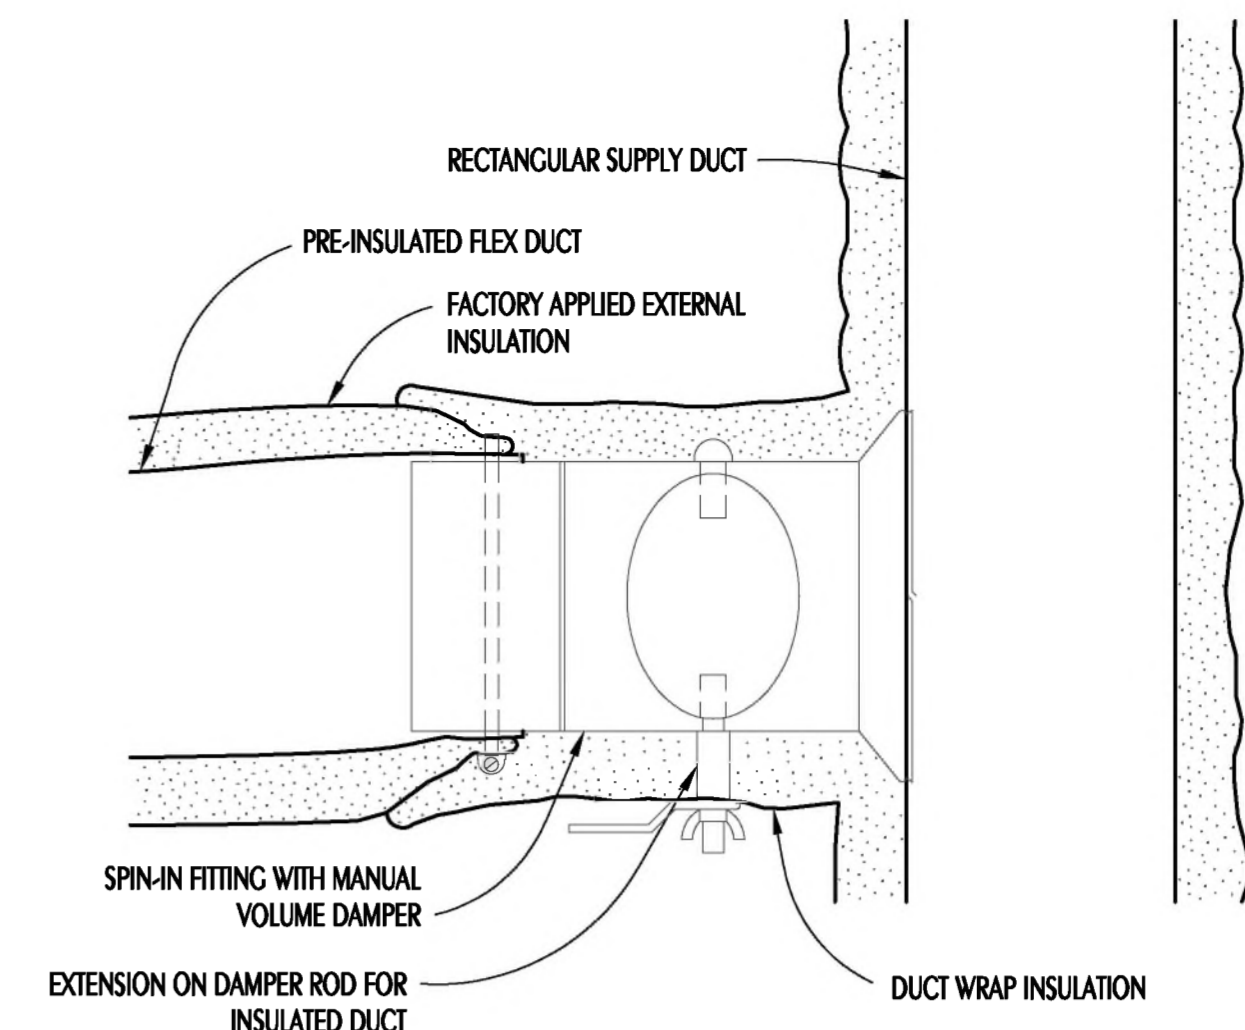 RECTANGULAR SUPPLY DUCT
PRE-INSULATED FLEX DUCT
FACTORY APPLIED EXTERNAL
INSULATION
SPIN-IN FITTING WITH MANUAL
VOLUME DAMPER
EXTENSION ON DAMPER ROD FOR
INSULATED DUCT
DUCT WRAP INSULATION